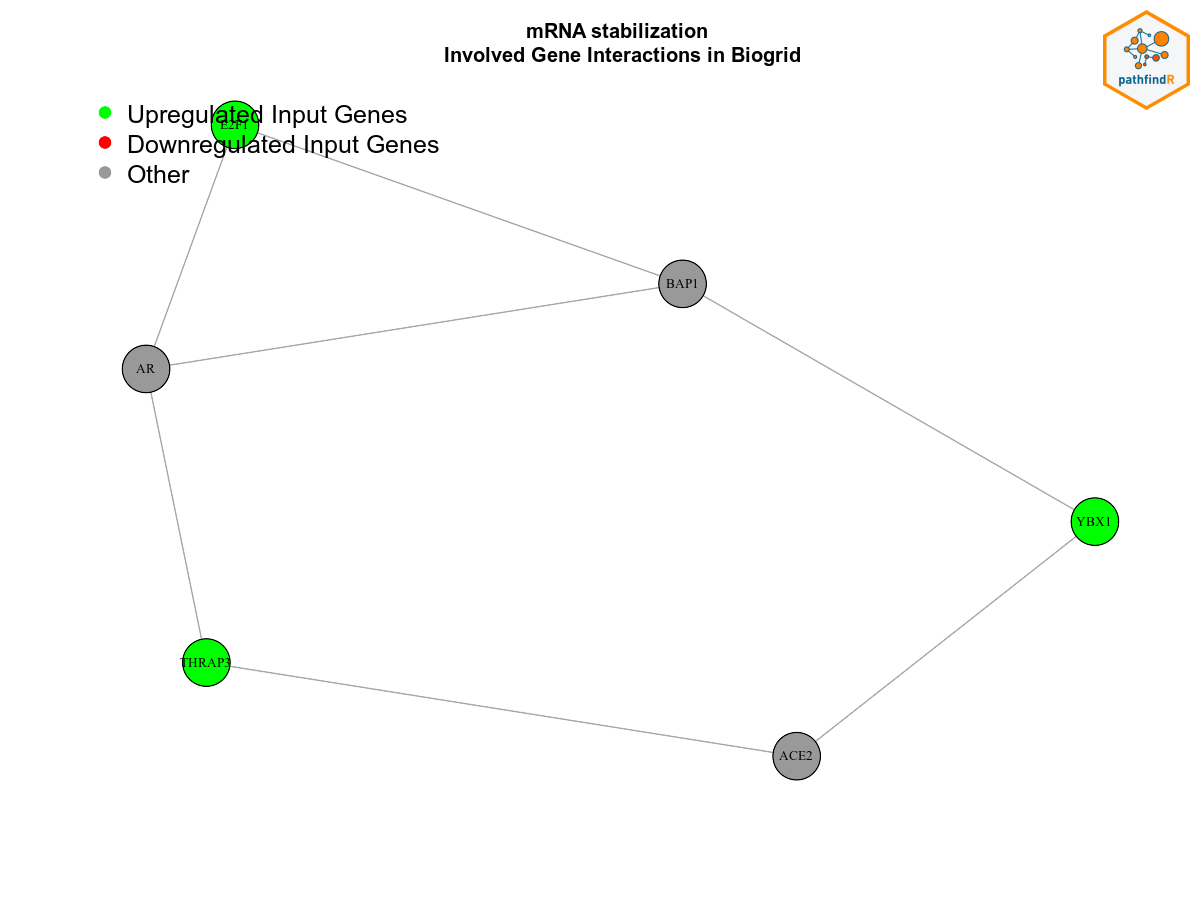 mRNA stabilization
Involved Gene Interactions in Biogrid
pathfindR
Upregulated Input Genes
E2F1
Downregulated Input Genes
Other
BAP1
AR
YBX1
THRAP3
ACE2